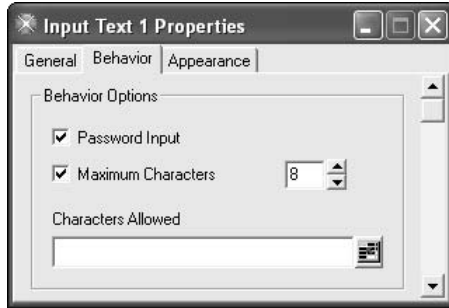 Input Text 1 Properties
General Behavior Appearance
Behavior Options
Password Input
Maximum Characters 8
Characters Allowed